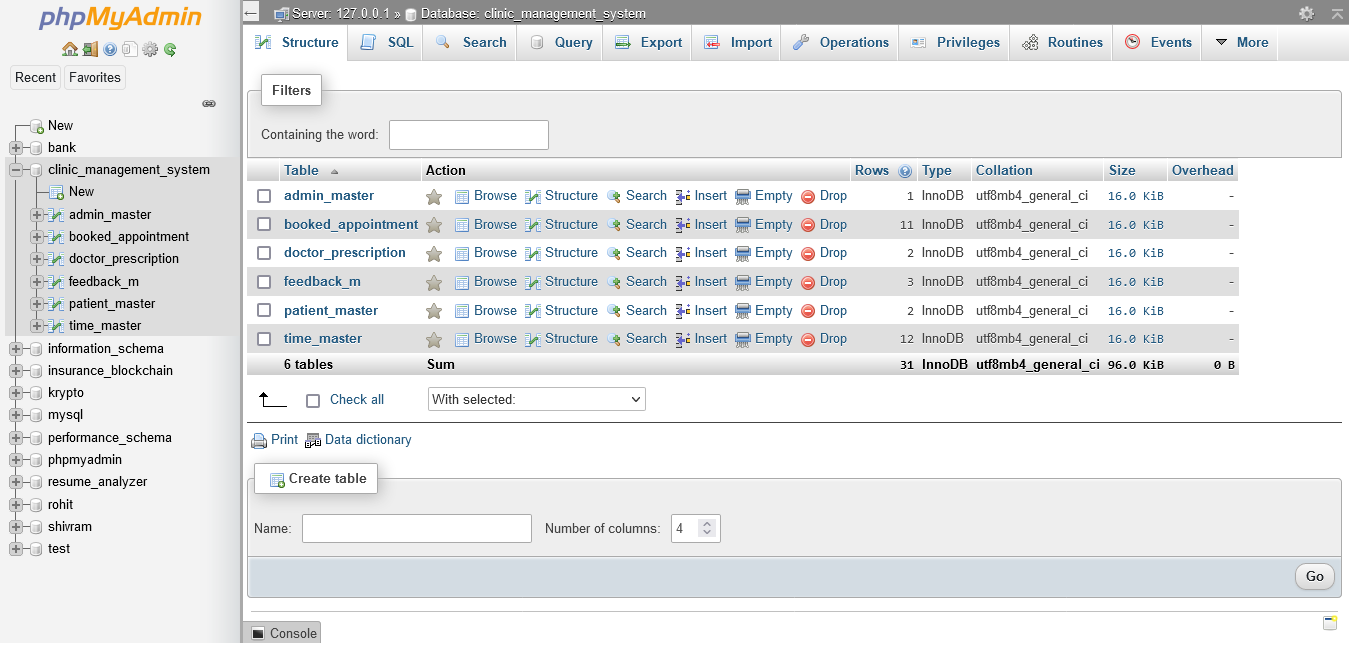 phpMyAdmin
Recent Favorites
New
bank
clinic_management_system
New
admin_master
booked_appointment
doctor_prescription
feedback_m
patient_master
time_master
information_schema
insurance_blockchain
krypto
mysql
performance_schema
phpmyadmin
resume_analyzer
rohit
shivram
test
Server: 127.0.0.1 » Database: clinic_management_system
Structure SQL Search Query Export Import Operations Privileges Routines Events More
Filters
Containing the word:
Table Action Rows Type Collation Size Overhead
admin_master Browse Structure Search Insert Empty Drop 1 InnoDB utf8mb4_general_ci 16.0 KiB -
booked_appointment Browse Structure Search Insert Empty Drop 11 InnoDB utf8mb4_general_ci 16.0 KiB -
doctor_prescription Browse Structure Search Insert Empty Drop 2 InnoDB utf8mb4_general_ci 16.0 KiB -
feedback_m Browse Structure Search Insert Empty Drop 3 InnoDB utf8mb4_general_ci 16.0 KiB -
patient_master Browse Structure Search Insert Empty Drop 2 InnoDB utf8mb4_general_ci 16.0 KiB -
time_master Browse Structure Search Insert Empty Drop 12 InnoDB utf8mb4_general_ci 16.0 KiB -
6 tables Sum 31 InnoDB utf8mb4_general_ci 96.0 KiB 0 B
Check all With selected:
Print Data dictionary
Create table
Name: Number of columns: 4
Go
Console